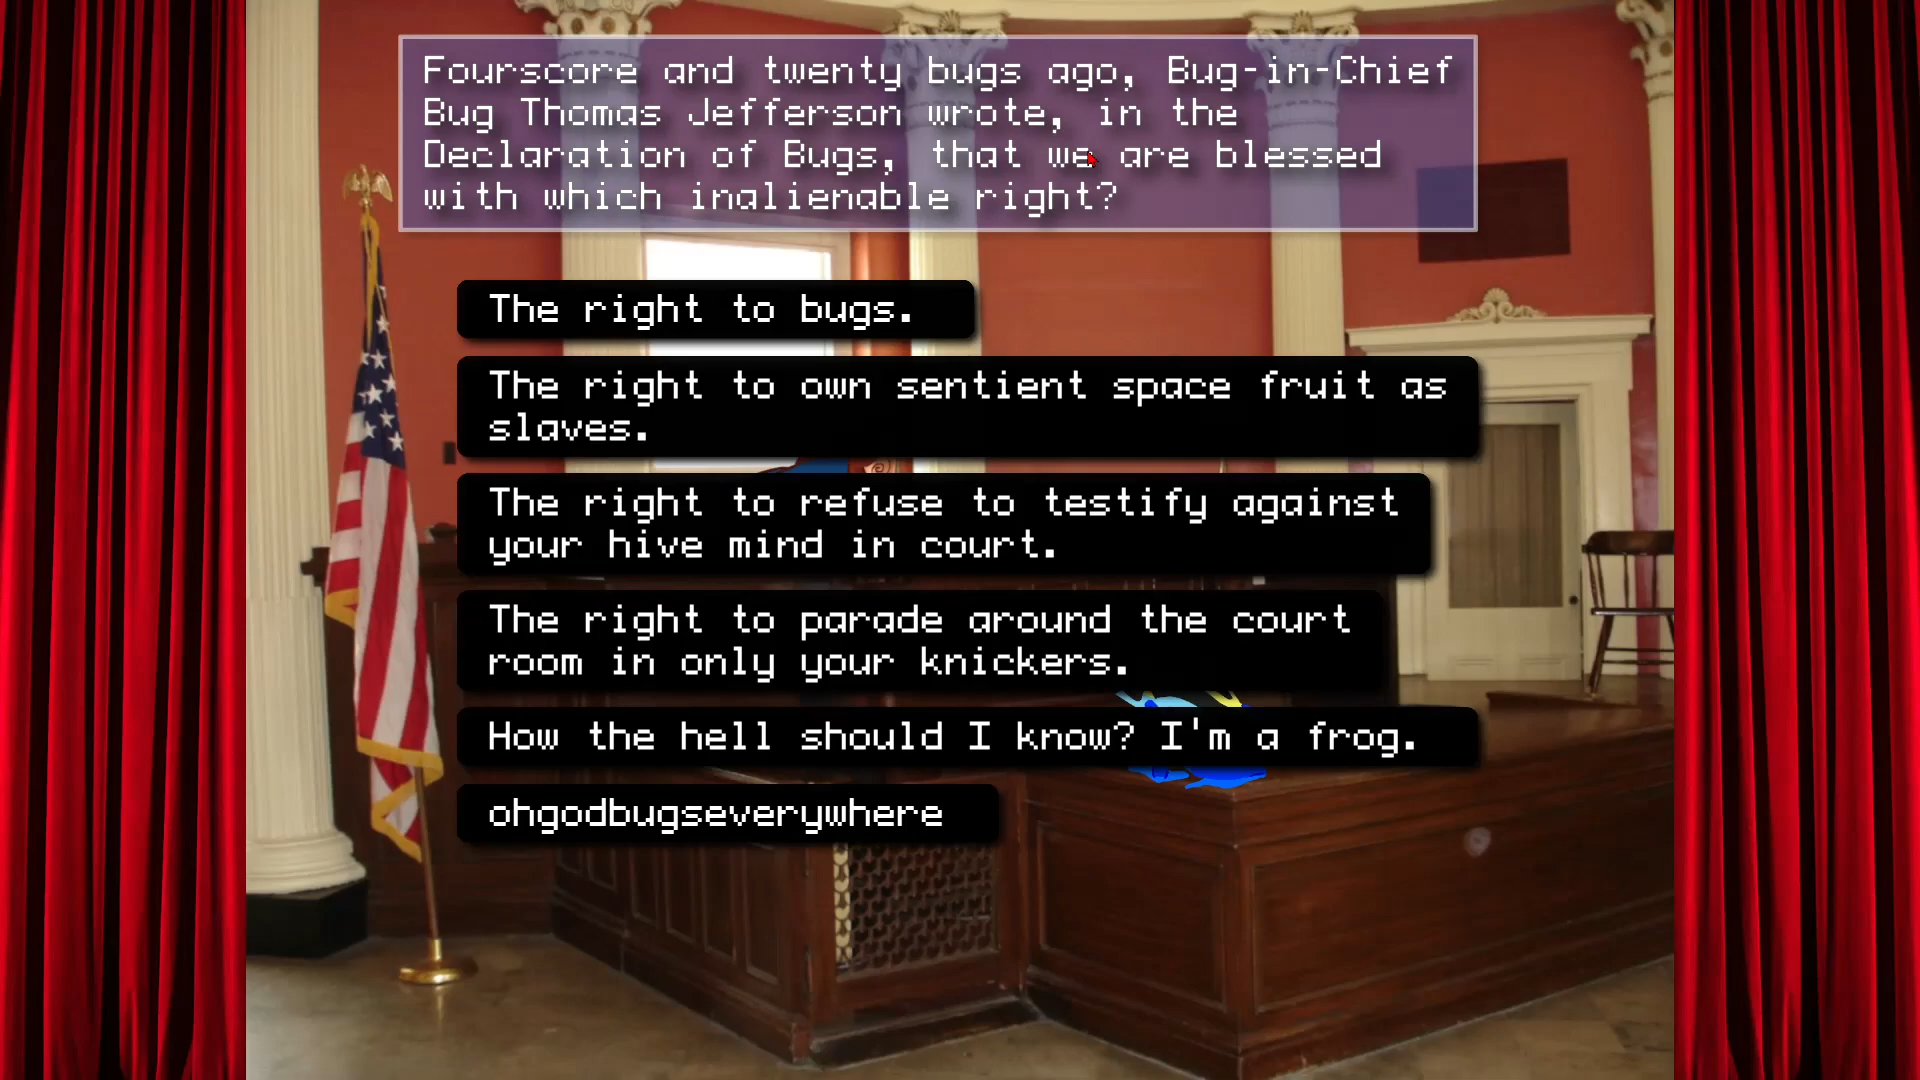 Fourscore and twenty bugs ago, Bug-in-Chief
Bug Thomas Jefferson wrote, in the
Declaration of Bugs, that we are blessed
with which inalienable right?
The right to bugs.
The right to own sentient space fruit as
slaves.
The right to refuse to testify against
your hive mind in court.
The right to parade around the court
room in only your knickers.
How the hell should I know? I'm a frog.
ohgodbugseverywhere